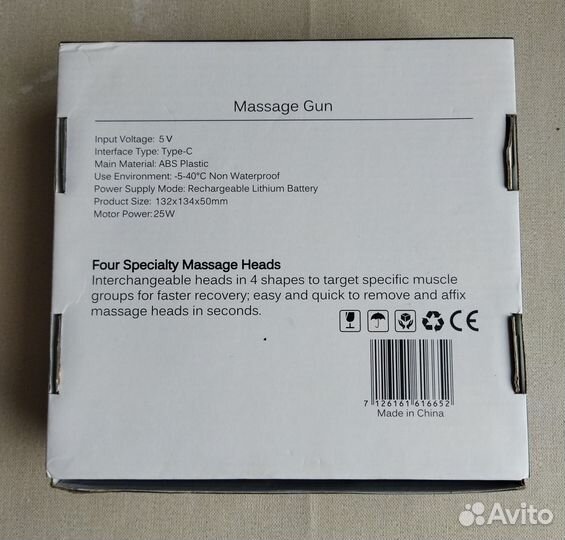 Massage Gun
Input Voltage: 5V
Interface Type: Type-C
Main Material: ABS Plastic
Use Environment: -5-40°C Non Waterproof
Power Supply Mode: Rechargeable Lithium Battery
Product Size: 132x134x50mm
Motor Power:25W
Four Specialty Massage Heads
Interchangeable heads in 4 shapes to target specific muscle
groups for faster recovery; easy and quick to remove and affix
massage heads in seconds.
CE
7 126161 616652
Made in China
Avito